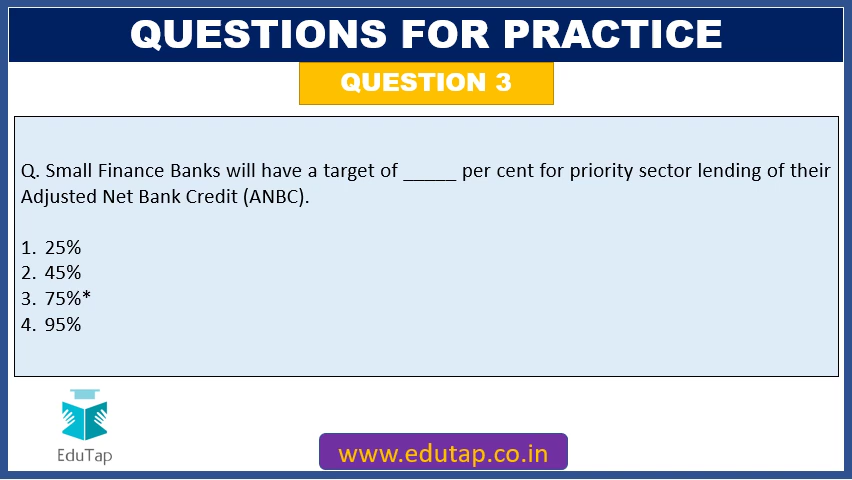 QUESTIONS FOR PRACTICE
QUESTION 3
Q. Small Finance Banks will have a target of _____ per cent for priority sector lending of their
Adjusted Net Bank Credit (ANBC).
1. 25%
2. 45%
3. 75%*
4. 95%
EduTap
www.edutap.co.in